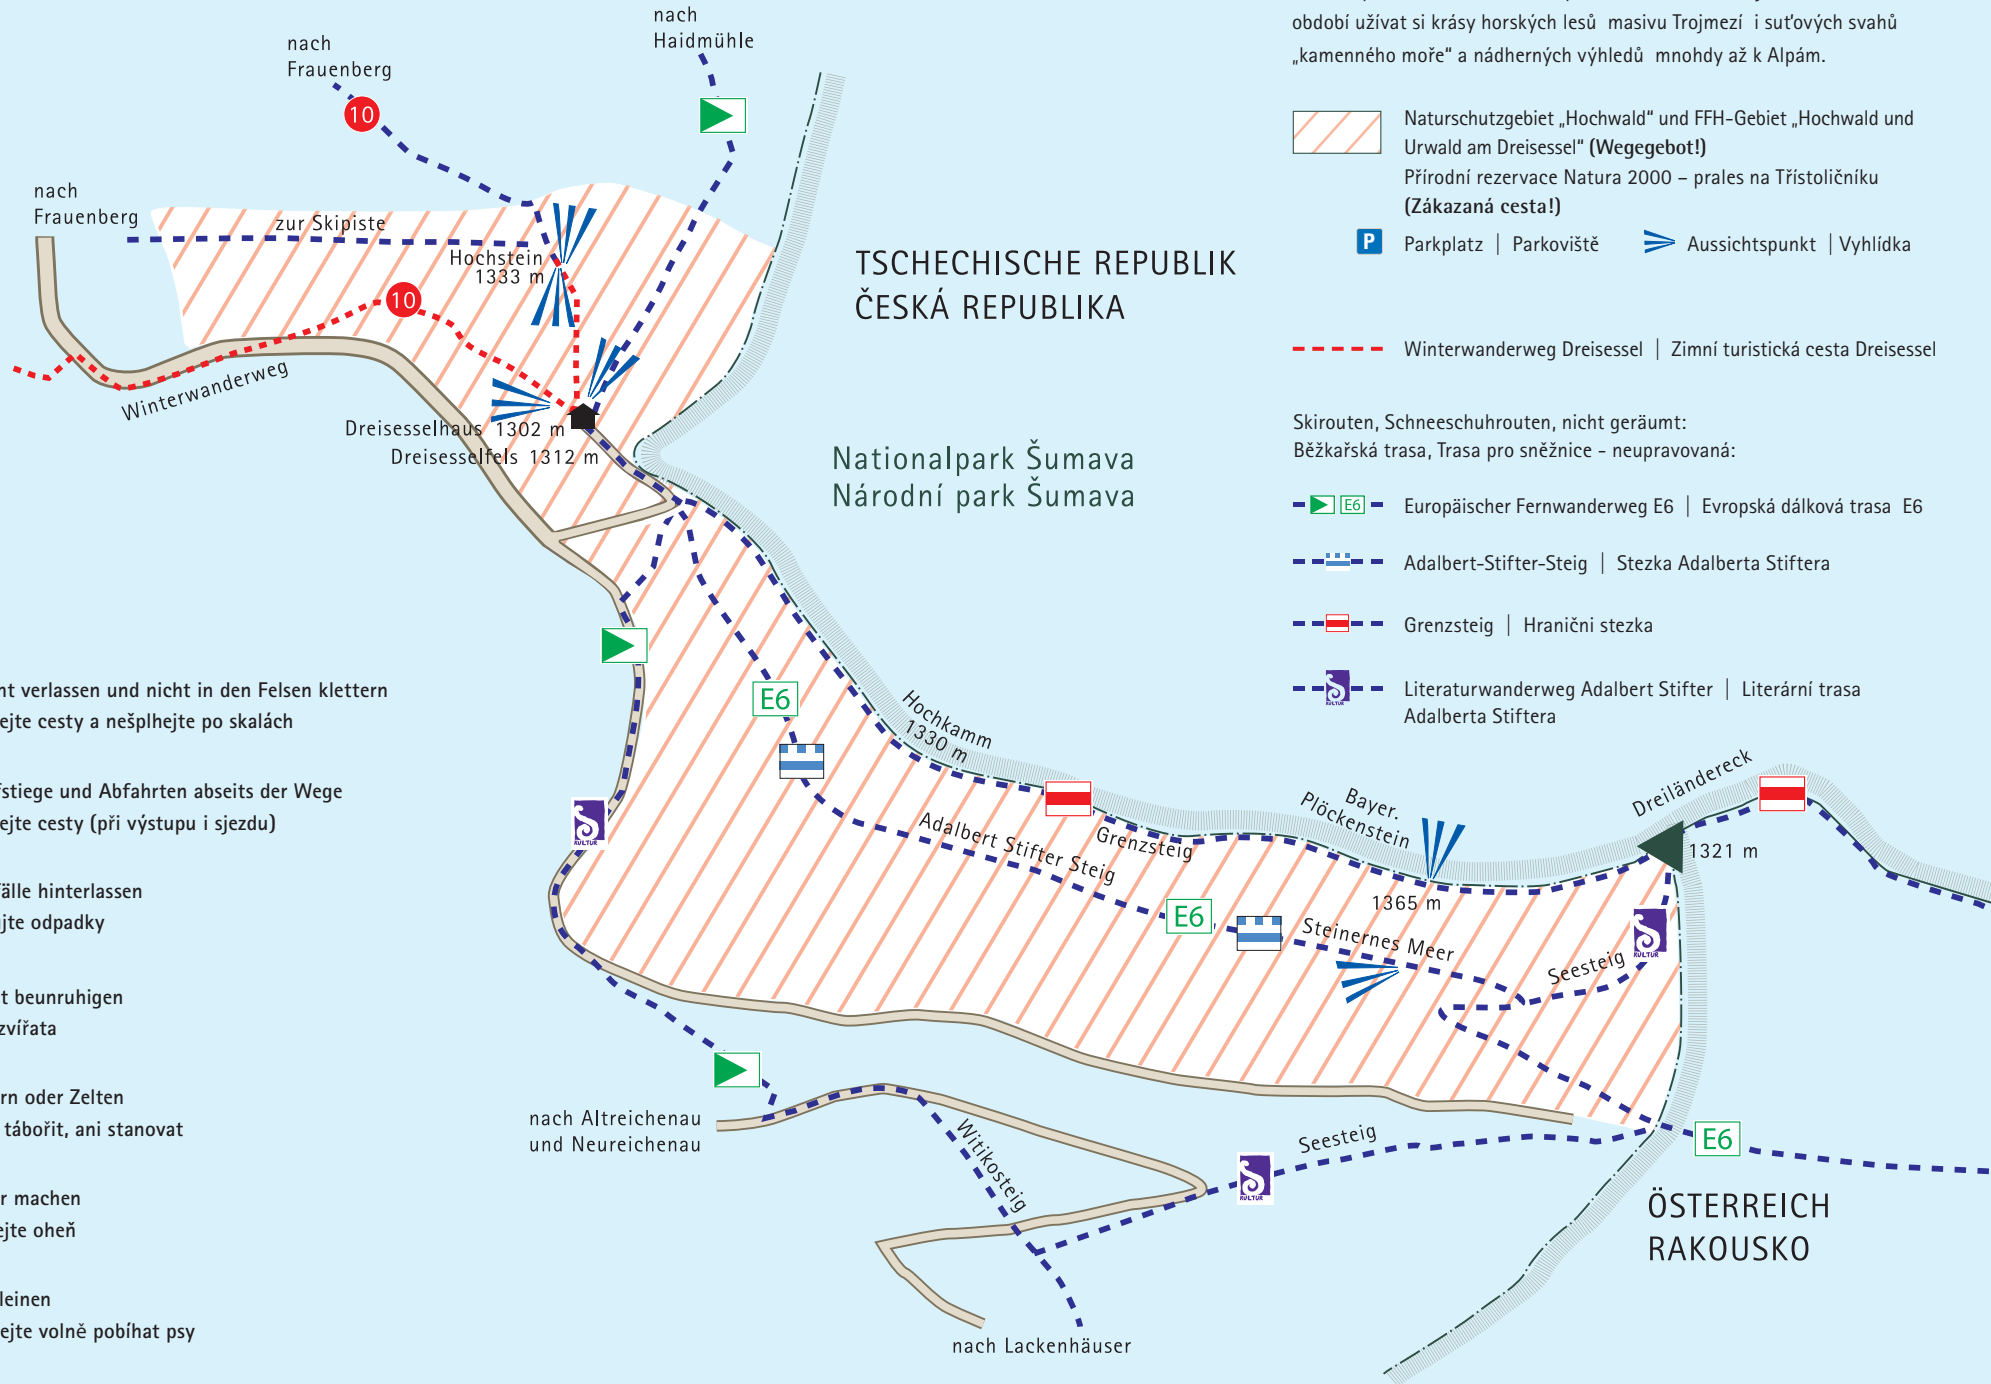 období užívat si krásy horských lesů masivu Trojmezí i suťových svahů
„kamenného moře“ a nádherných výhledů mnohdy až k Alpám.
Naturschutzgebiet „Hochwald“ und FFH-Gebiet „Hochwald und
Urwald am Dreisessel“ (Wegegebot!)
Přírodní rezervace Natura 2000 – prales na Třístoličníku
(Zákazaná cesta!)
P Parkplatz | Parkoviště
Aussichtspunkt | Vyhlídka
Winterwanderweg Dreisessel | Zimní turistická cesta Dreisessel
Skirouten, Schneeschuhrouten, nicht geräumt:
Běžkařská trasa, Trasa pro sněžnice - neupravovaná:
E6 Europäischer Fernwanderweg E6 | Evropská dálková trasa E6
Adalbert-Stifter-Steig | Stezka Adalberta Stiftera
Grenzsteig | Hranični stezka
KULTUR Literaturwanderweg Adalbert Stifter | Literární trasa
Adalberta Stiftera
nach
Frauenberg
10
nach
Haidmühle
nach
Frauenberg
zur Skipiste
Hochstein
1333 m
10
Winterwanderweg
Dreisesselhaus 1302 m
Dreisesselfels 1312 m
TSCHECHISCHE REPUBLIK
ČESKÁ REPUBLIKA
Nationalpark Šumava
Národní park Šumava
E6
Hochkamm
1330 m
KULTUR
Adalbert Stifter Steig
Grenzsteig
Bayer.
Plöckenstein
1365 m
Dreiländereck
1321 m
E6
Steinernes Meer
Seesteig
KULTUR
nach Altreichenau
und Neureichenau
Witikosteig
Seesteig
KULTUR
E6
ÖSTERREICH
RAKOUSKO
nach Lackenhäuser
nt verlassen und nicht in den Felsen klettern
ejte cesty a nešplhejte po skalách
fstiege und Abfahrten abseits der Wege
ejte cesty (při výstupu i sjezdu)
fälle hinterlassen
jte odpadky
t beunruhigen
zvířata
rn oder Zelten
tábořit, ani stanovat
r machen
ejte oheň
leinen
ejte volně pobíhat psy